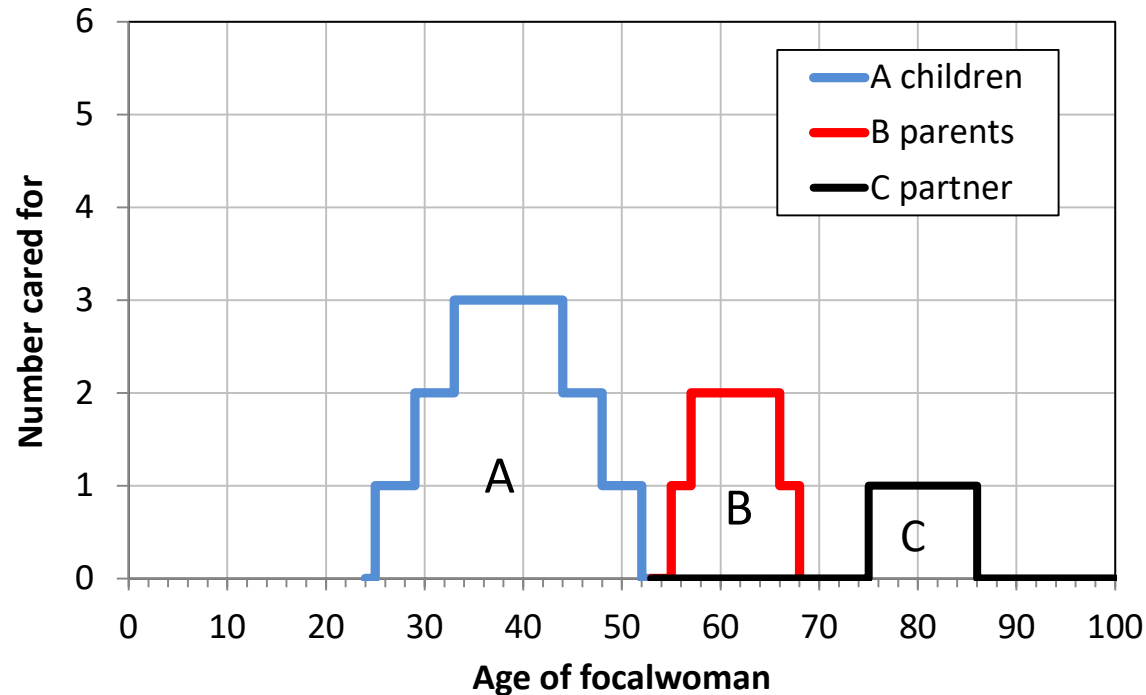 Number cared for
6
5
4
3
2
1
0
A children
B parents
C partner
A
B
C
0 10 20 30 40 50 60 70 80 90 100
Age of focalwoman